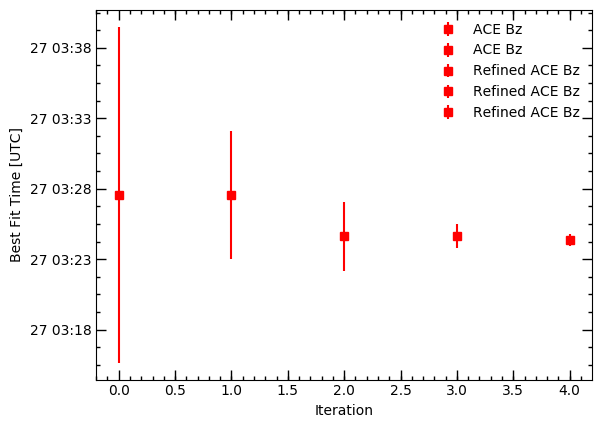 27 03:38
27 03:33
27 03:28
27 03:23
27 03:18
Best Fit Time [UTC]
ACE Bz
ACE Bz
Refined ACE Bz
Refined ACE Bz
Refined ACE Bz
0.0 0.5 1.0 1.5 2.0 2.5 3.0 3.5 4.0
Iteration